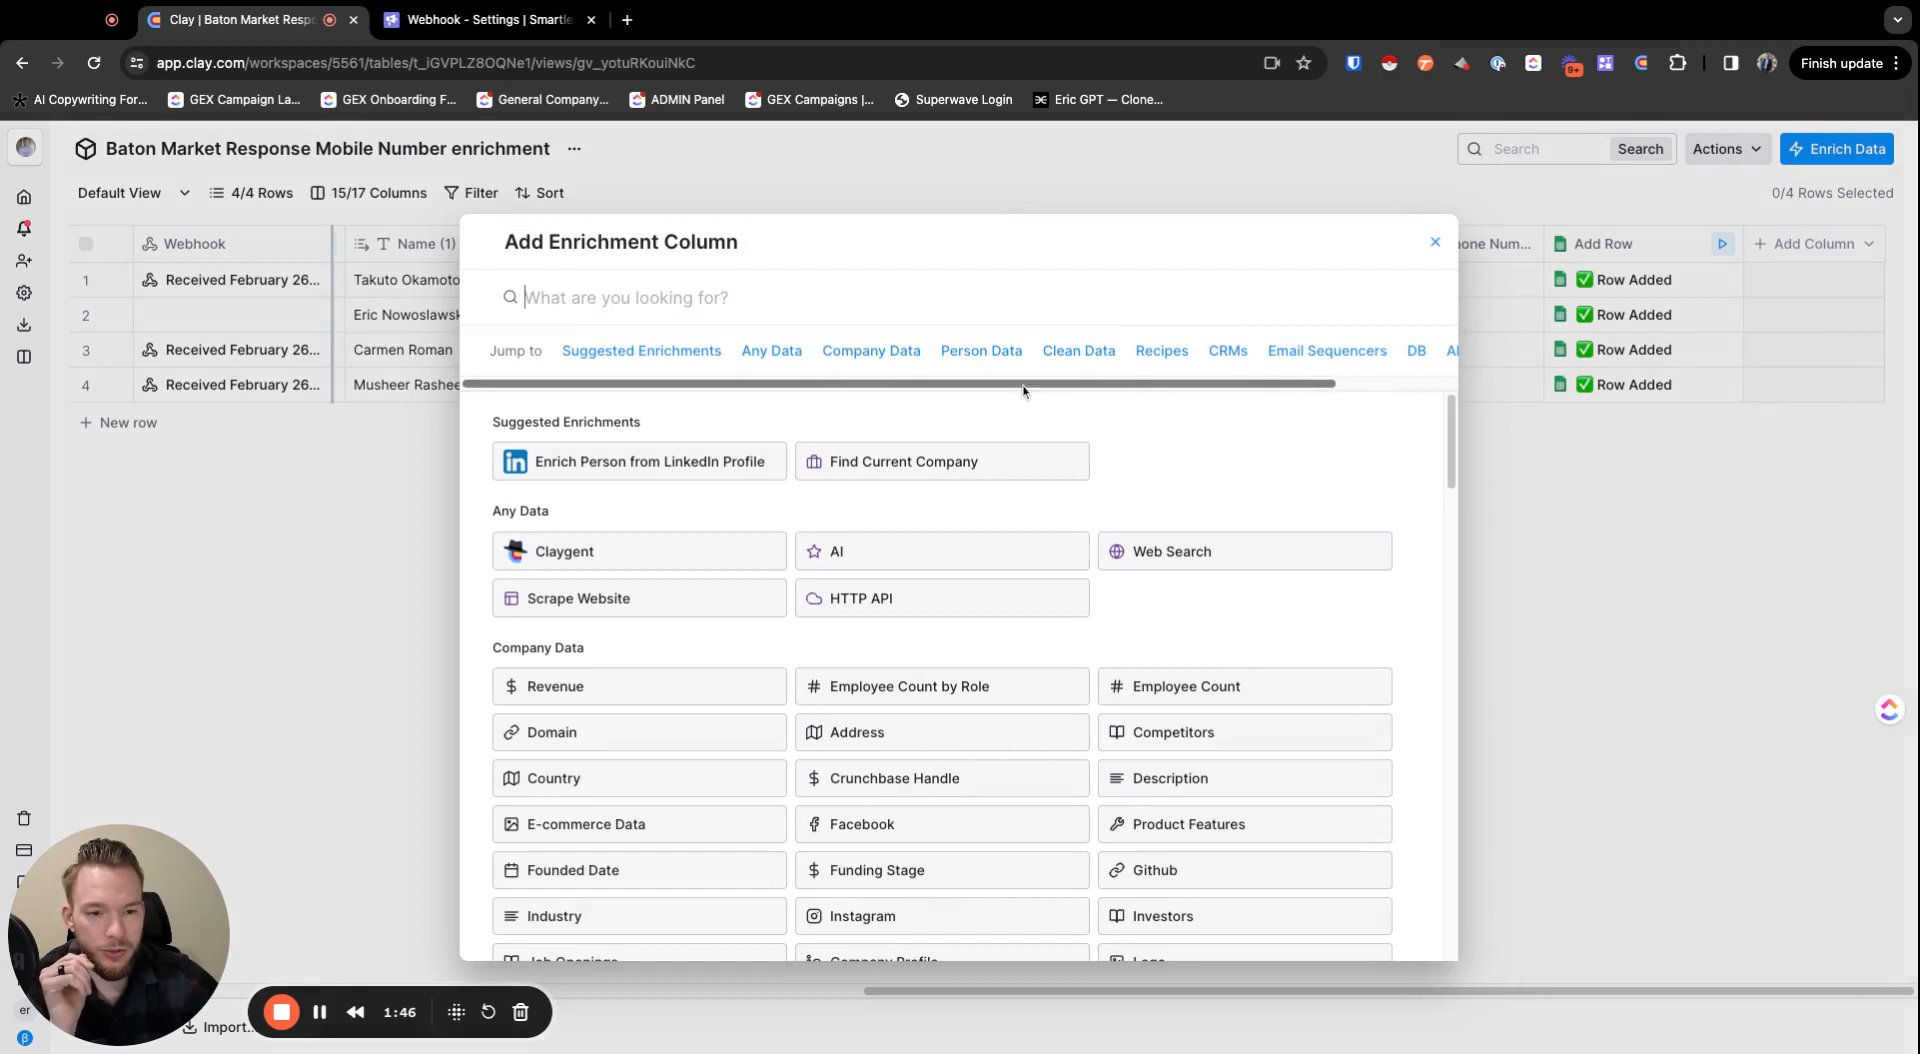 Clay | Baton Market Respo
Webhook - Settings | Smartle
app.clay.com/workspaces/5561/tables/t_iGVPLZ8OQNe1/views/gv_yotuRKouiNkC
9+
Finish update
AI Copywriting For...
GEX Campaign La...
GEX Onboarding F...
General Company...
ADMIN Panel
GEX Campaigns |...
Superwave Login
Eric GPT — Clone...
Baton Market Response Mobile Number enrichment
Search
Search
Actions
Enrich Data
Default View
4/4 Rows
15/17 Columns
Filter
Sort
0/4 Rows Selected
Webhook
Name (1)
one Num...
Add Row
Add Column
1 Received February 26... Takuto Okamoto Row Added
2 Eric Nowoslawsk Row Added
3 Received February 26... Carmen Roman Row Added
4 Received February 26... Musheer Rashee Row Added
New row
Add Enrichment Column
What are you looking for?
Jump to Suggested Enrichments Any Data Company Data Person Data Clean Data Recipes CRMs Email Sequencers DB
Suggested Enrichments
Enrich Person from LinkedIn Profile
Find Current Company
Any Data
Claygent
AI
Web Search
Scrape Website
HTTP API
Company Data
Revenue
Employee Count by Role
Employee Count
Domain
Address
Competitors
Country
Crunchbase Handle
Description
E-commerce Data
Facebook
Product Features
Founded Date
Funding Stage
Github
Industry
Instagram
Investors
Job Openings
Company Profile
Logo
1:46
er
Import...
β